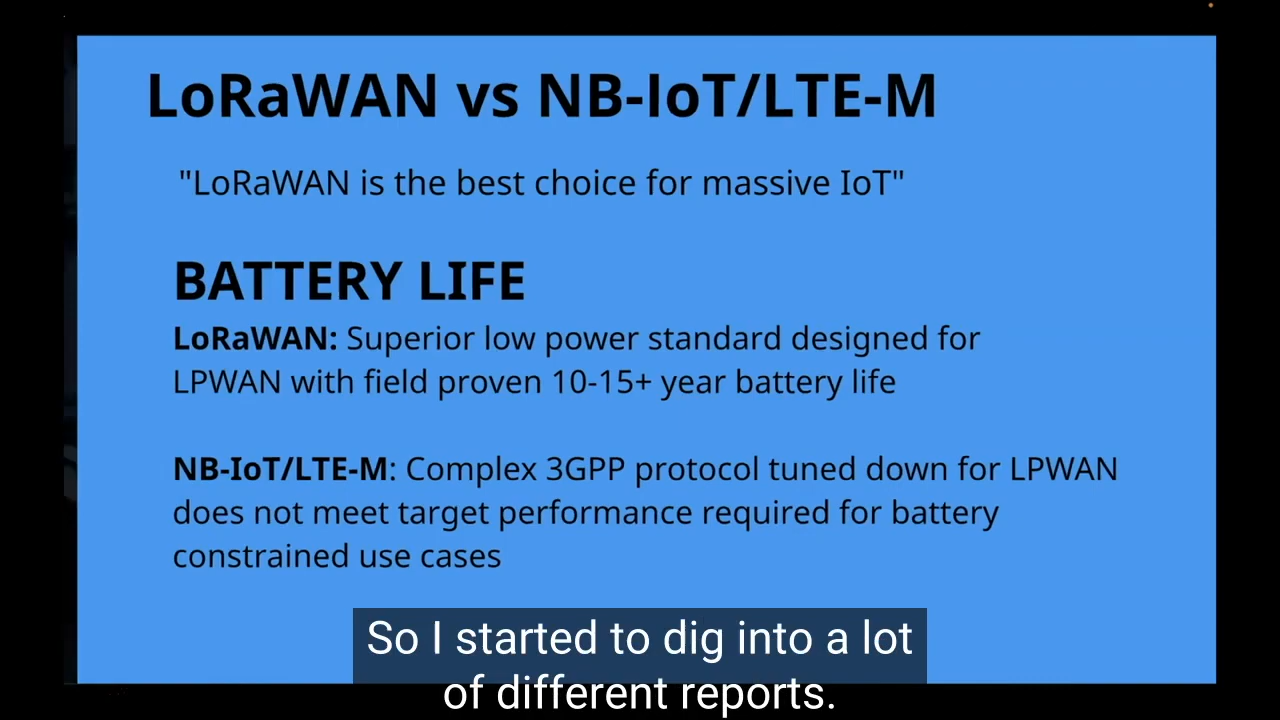 LoRaWAN vs NB-IoT/LTE-M
"LoRaWAN is the best choice for massive IoT"
BATTERY LIFE
LoRaWAN: Superior low power standard designed for
LPWAN with field proven 10-15+ year battery life
NB-IoT/LTE-M: Complex 3GPP protocol tuned down for LPWAN
does not meet target performance required for battery
constrained use cases
So I started to dig into a lot
of different reports.